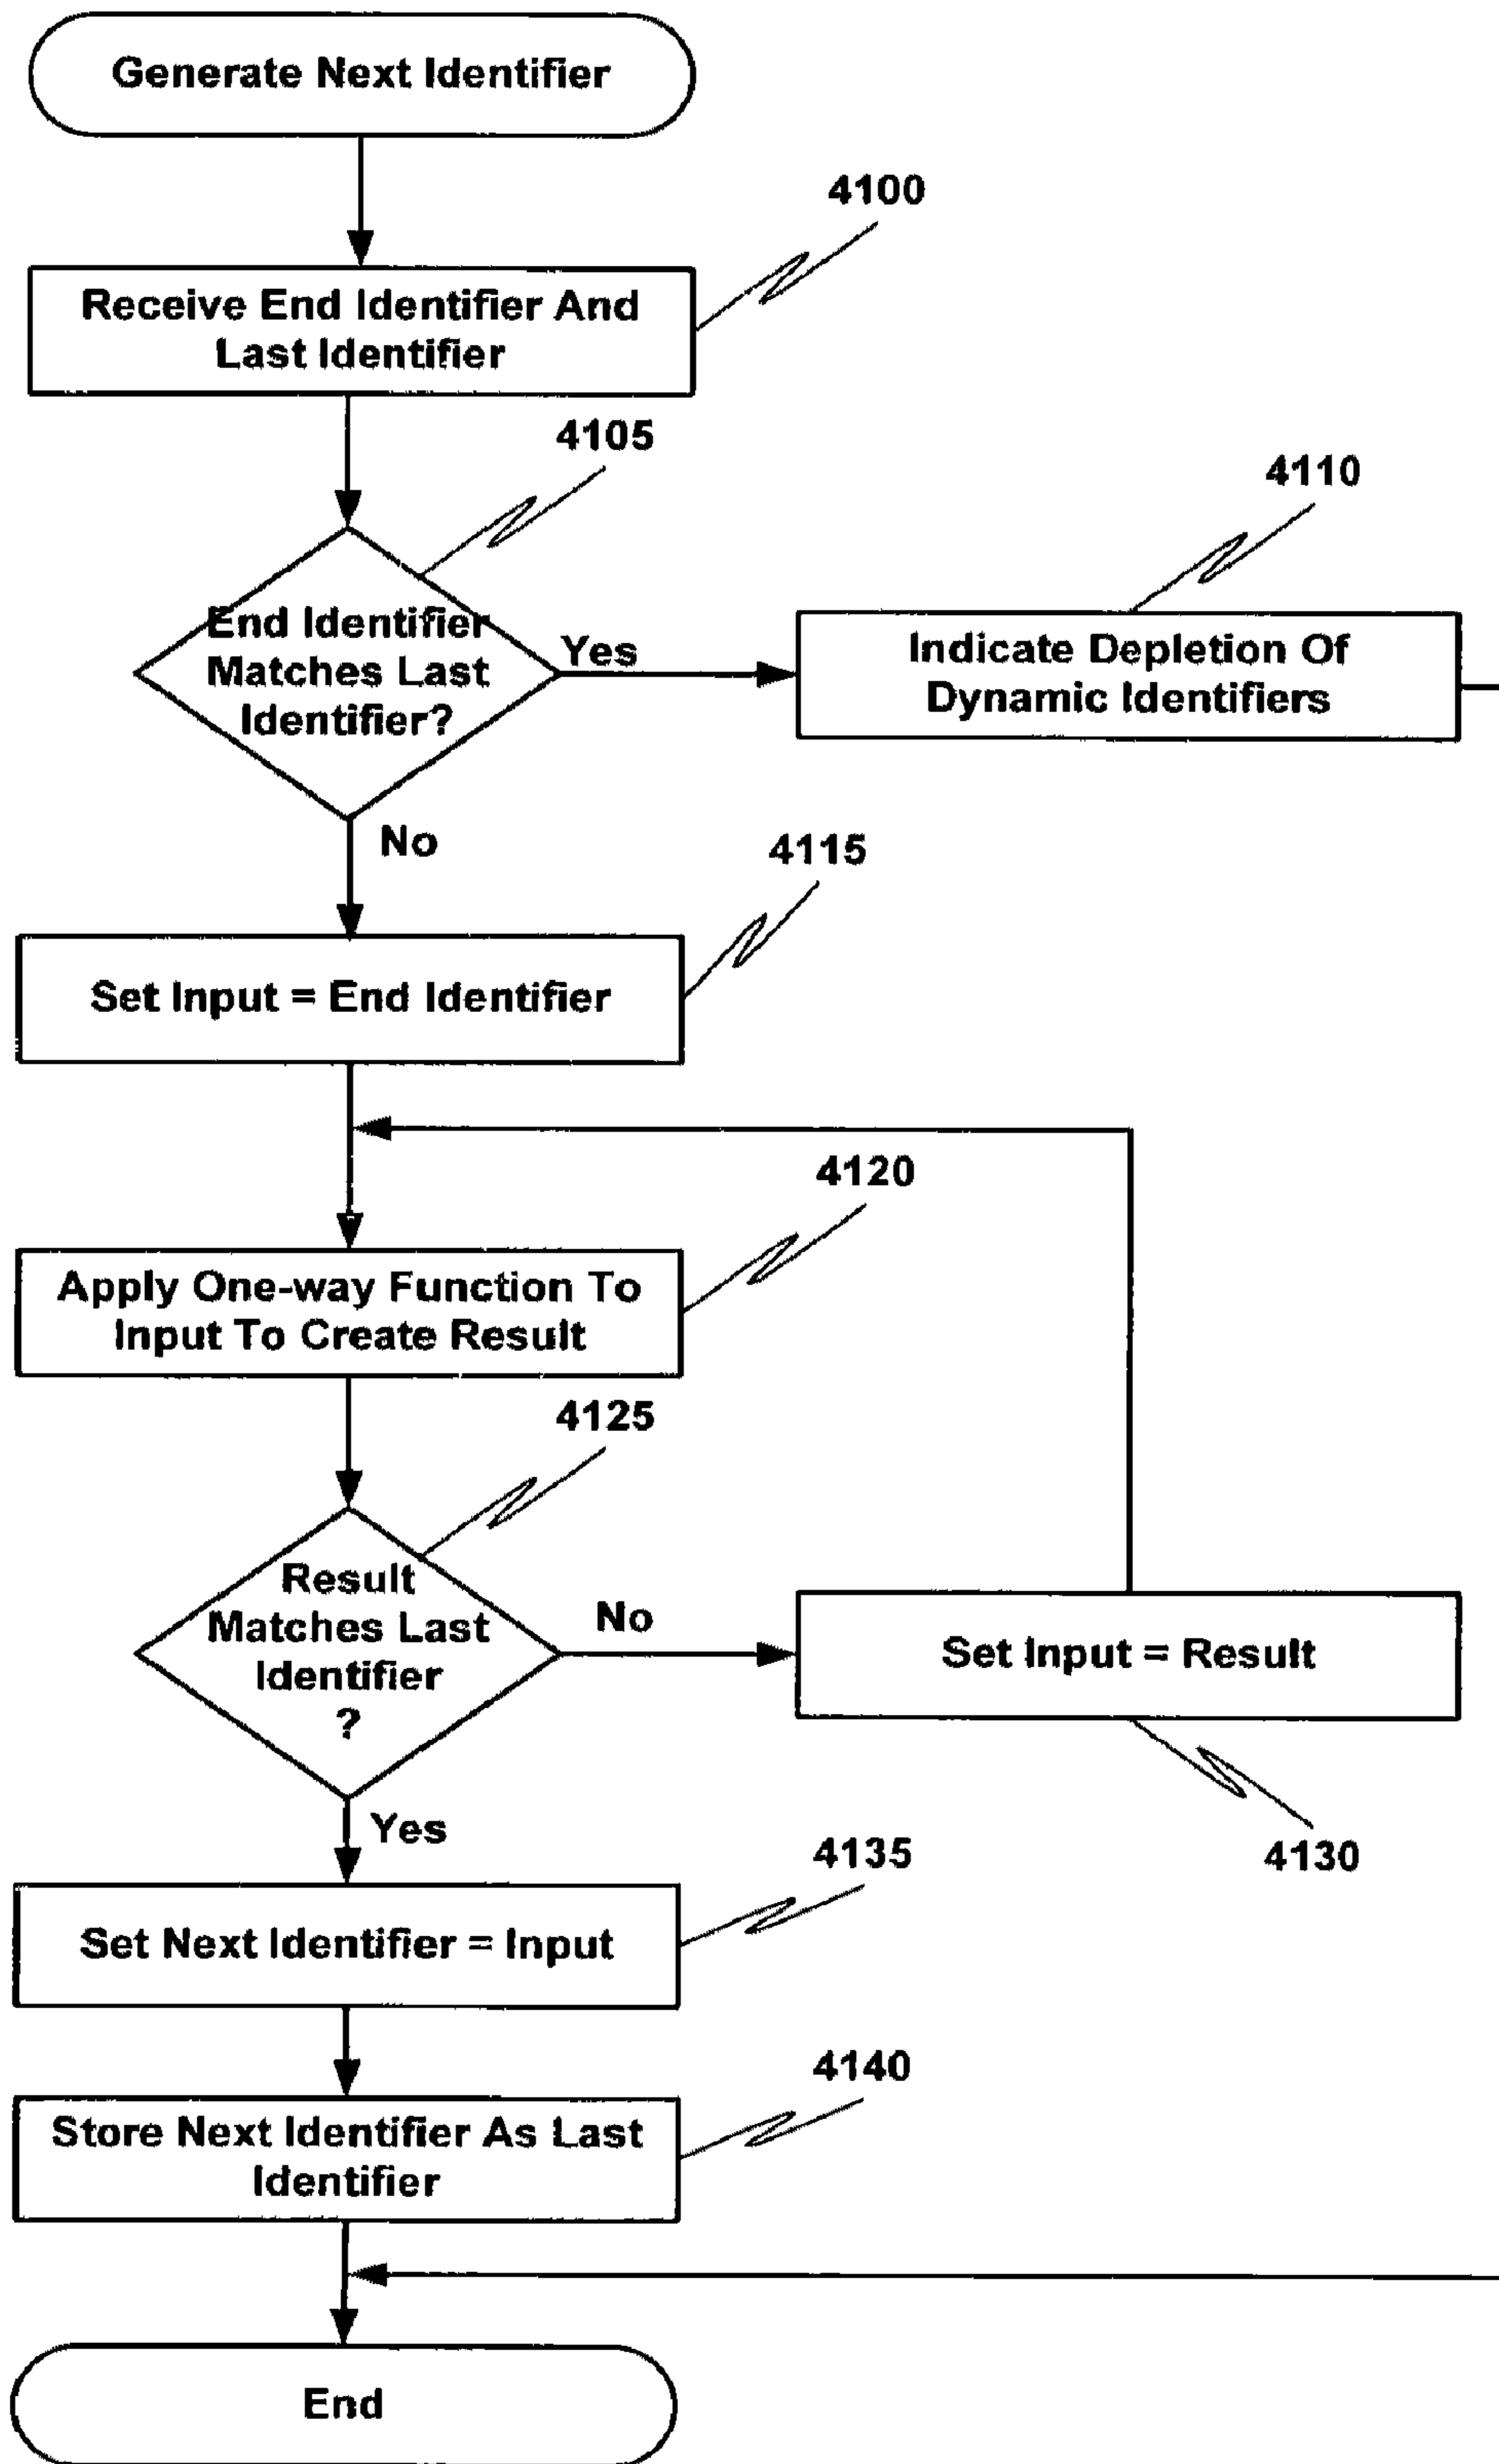 Generate Next Identifier
4100
Receive End Identifier And
Last Identifier
4105
4110
End Identifier
Matches Last
Identifier?
Yes
Indicate Depletion Of
Dynamic Identifiers
No
4115
Set Input = End Identifier
4120
Apply One-way Function To
Input To Create Result
4125
Result
Matches Last
Identifier
?
No
Set Input = Result
Yes
4135
4130
Set Next Identifier = Input
4140
Store Next Identifier As Last
Identifier
End